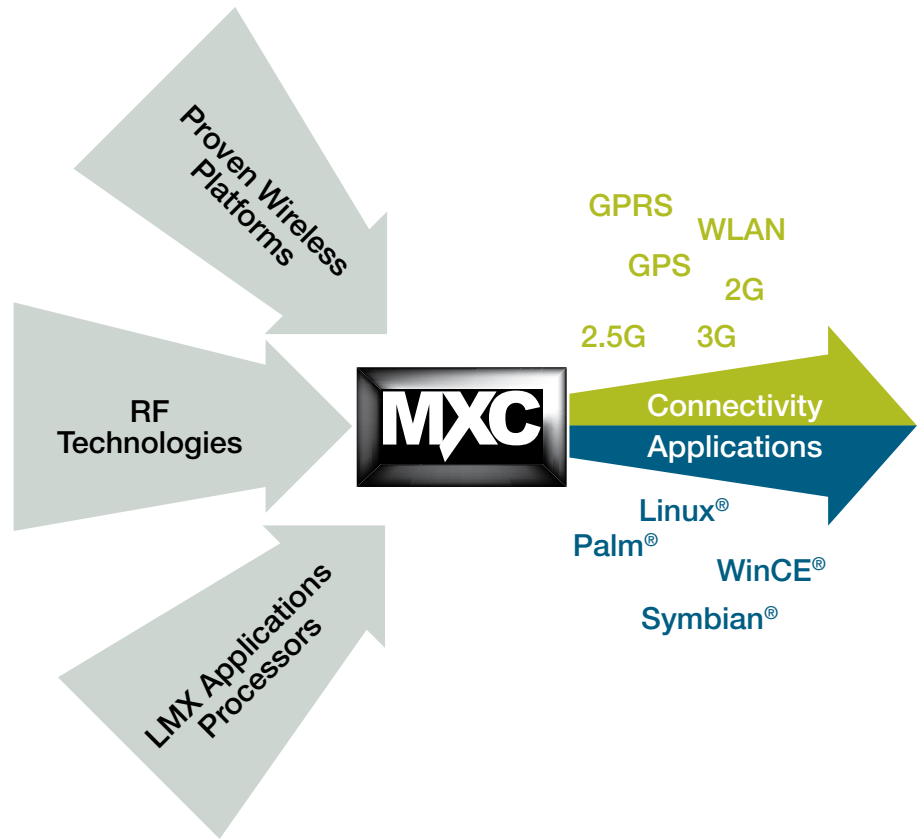 Proven Wireless
Platforms
RF
Technologies
LMX Applications
Processors
MXC
GPRS
WLAN
GPS
2G
2.5G
3G
Connectivity
Applications
Linux®
Palm®
WinCE®
Symbian®